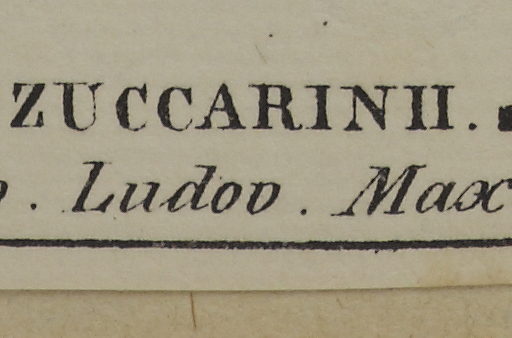 ZUCCARINII.
. Ludov. Max